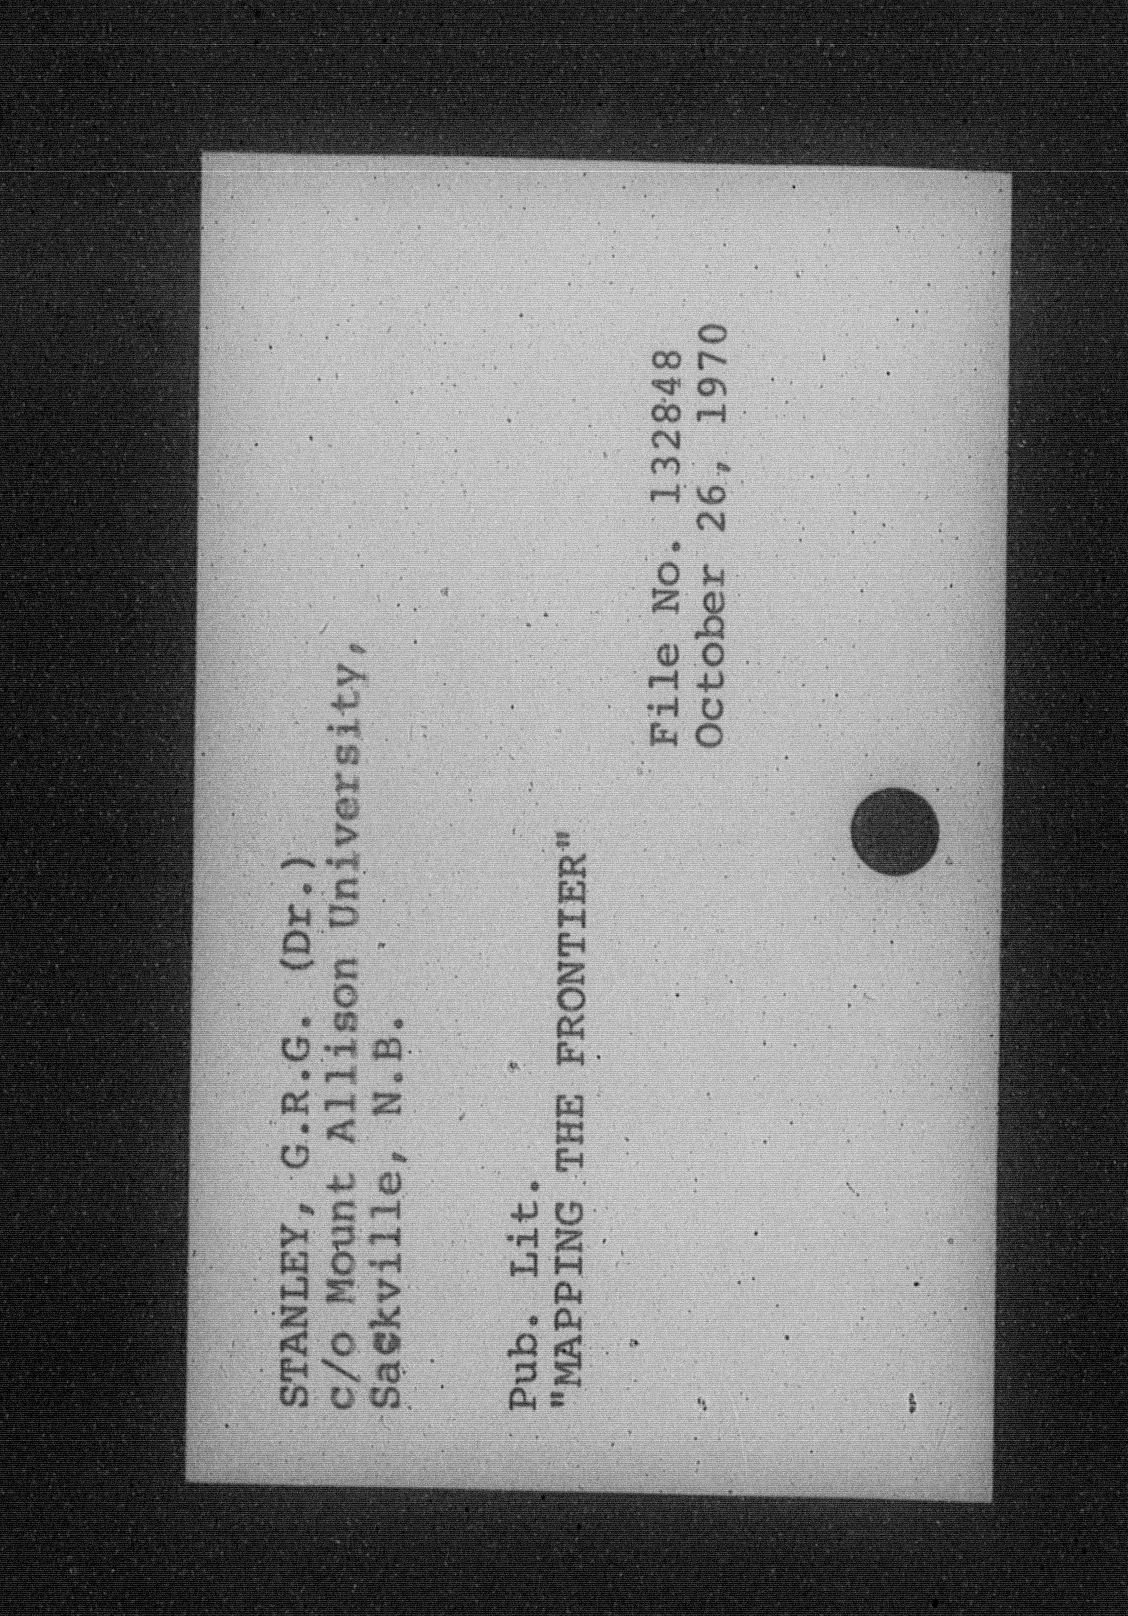 STANLEY, G.R.G. (Dr.)
c/o Mount Allison University,
Sackville, N.B.
Pub. Lit.
"MAPPING THE FRONTIER"
File No. 132848
October 26, 1970